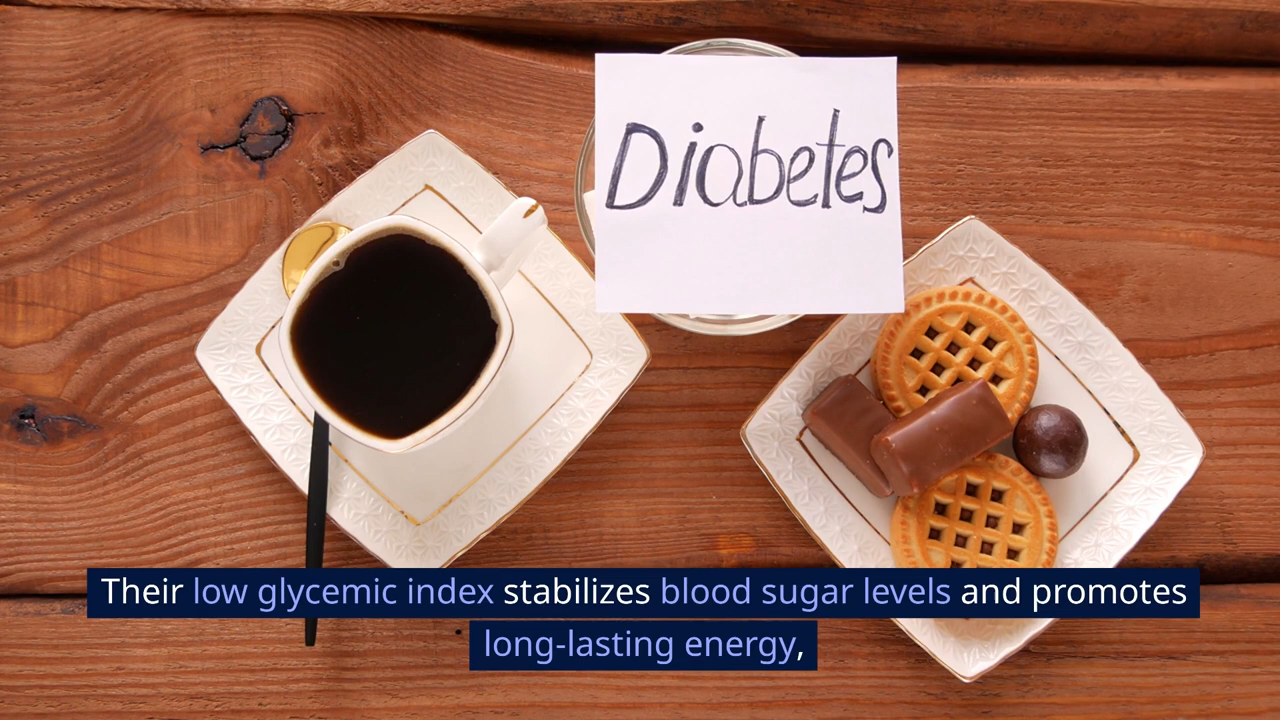 Diabetes
Their low glycemic index stabilizes blood sugar levels and promotes
long-lasting energy,